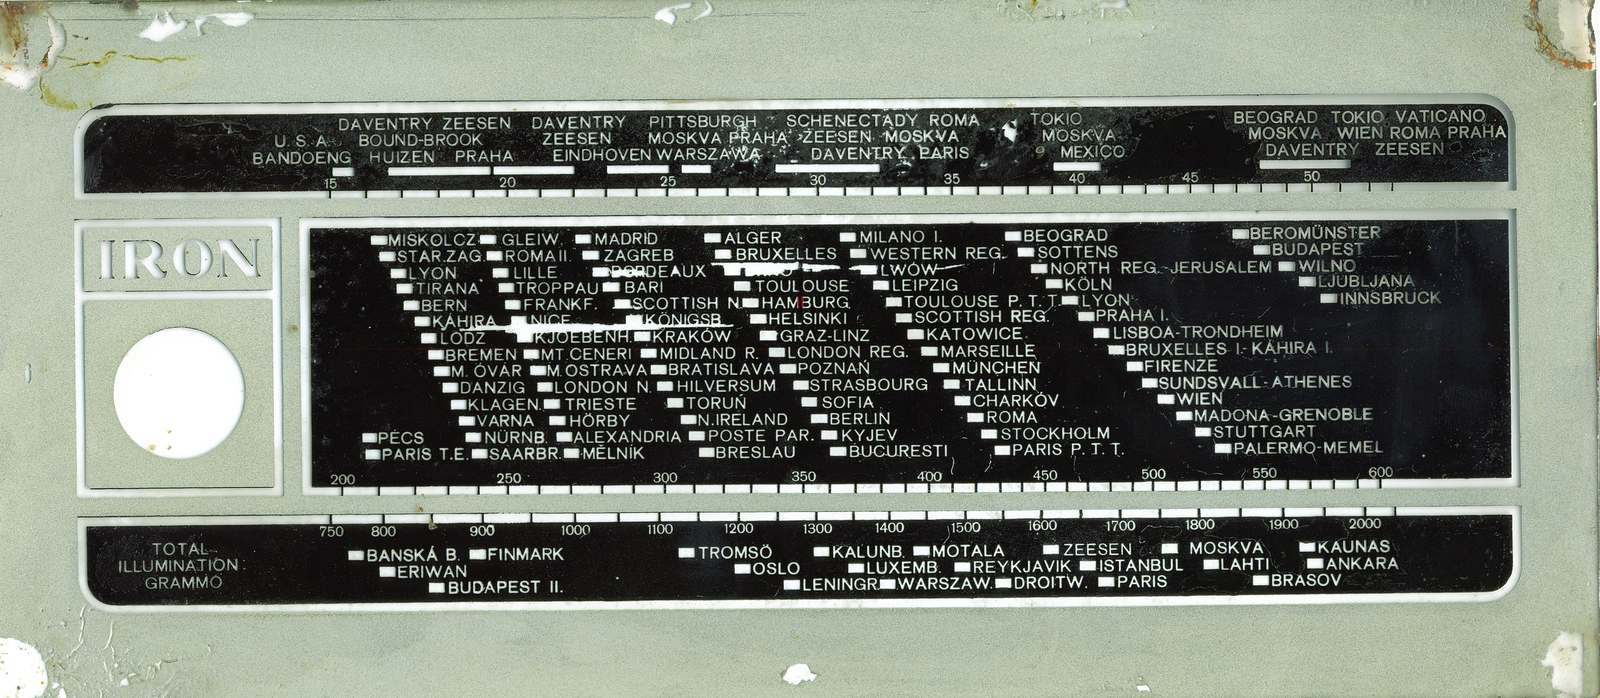 DAVENTRY ZEESEN DAVENTRY PITTSBURGH SCHENECTADY ROMA TOKIO BEOGRAD TOKIO VATICANO
U.S.A. BOUND-BROOK ZEESEN MOSKVA PRAHA ZEESEN MOSKVA MOSKVA MOSKVA WIEN ROMA PRAHA
BANDOENG HUIZEN PRAHA EINDHOVEN WARSZAWA DAVENTRY PARIS MEXICO DAVENTRY ZEESEN
15 20 25 30 35 40 45 50
IRON
MISKOLCZ GLEIW. MADRID ALGER MILANO I. BEOGRAD BEROMÜNSTER
STAR.ZAG. ROMA II. ZAGREB BRUXELLES WESTERN REG. SOTTENS BUDAPEST
LYON LILLE BORDEAUX LWÓW NORTH REG.-JERUSALEM WILNO
TIRANA TROPPAU BARI TOULOUSE LEIPZIG KÖLN LJUBLJANA
BERN FRANKF. SCOTTISH N. HAMBURG TOULOUSE P.T.T. LYON INNSBRUCK
KAHIRA NICE KÖNIGSB. HELSINKI SCOTTISH REG. PRAHA I.
LODZ KJOEBENH. KRAKÓW GRAZ-LINZ KATOWICE LISBOA-TRONDHEIM
BREMEN MT.CENERI MIDLAND R. LONDON REG. MARSEILLE BRUXELLES I.-KAHIRA I.
M.ÓVÁR M.OSTRAVA BRATISLAVA POZNAŃ MÜNCHEN FIRENZE
DANZIG LONDON N. HILVERSUM STRASBOURG TALLINN SUNDSVALL-ATHENES
KLAGEN. TRIESTE TORUŃ SOFIA CHARKÓV WIEN
VARNA HÖRBY N.IRELAND BERLIN ROMA MADONA-GRENOBLE
PÉCS NÜRNB. ALEXANDRIA POSTE PAR. KYJEV STOCKHOLM STUTTGART
PARIS T.E. SAARBR. MĚLNÍK BRESLAU BUCURESTI PARIS P.T.T. PALERMO-MEMEL
200 250 300 350 400 450 500 550 600
750 800 900 1000 1100 1200 1300 1400 1500 1600 1700 1800 1900 2000
TOTAL-
ILLUMINATION:
GRAMMO
BANSKÁ B. FINMARK TROMSÖ KALUNB. MOTALA ZEESEN MOSKVA KAUNAS
ERIWAN OSLO LUXEMB. REYKJAVIK ISTANBUL LAHTI ANKARA
BUDAPEST II. LENINGR. WARSZAW. DROITW. PARIS BRASOV